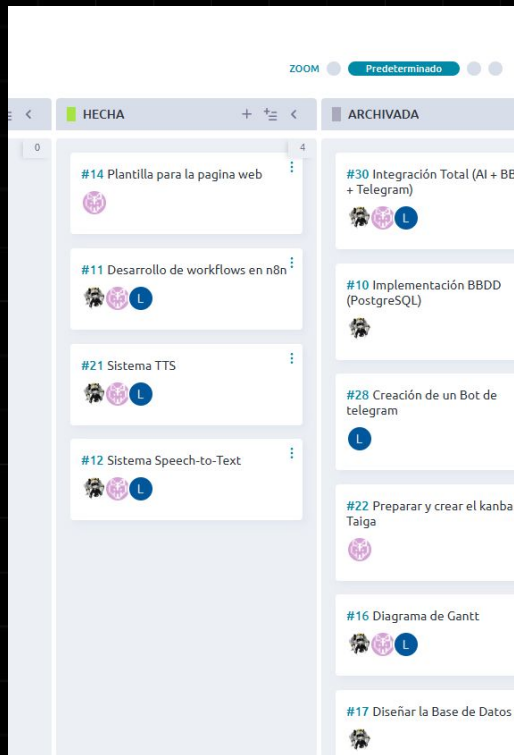 ZOOM Predeterminado
HECHA
ARCHIVADA
0
4
#14 Plantilla para la pagina web
#11 Desarrollo de workflows en n8n
L
#21 Sistema TTS
L
#12 Sistema Speech-to-Text
L
#30 Integración Total (AI + BB
+ Telegram)
L
#10 Implementación BBDD
(PostgreSQL)
#28 Creación de un Bot de
telegram
L
#22 Preparar y crear el kanba
Taiga
#16 Diagrama de Gantt
L
#17 Diseñar la Base de Datos